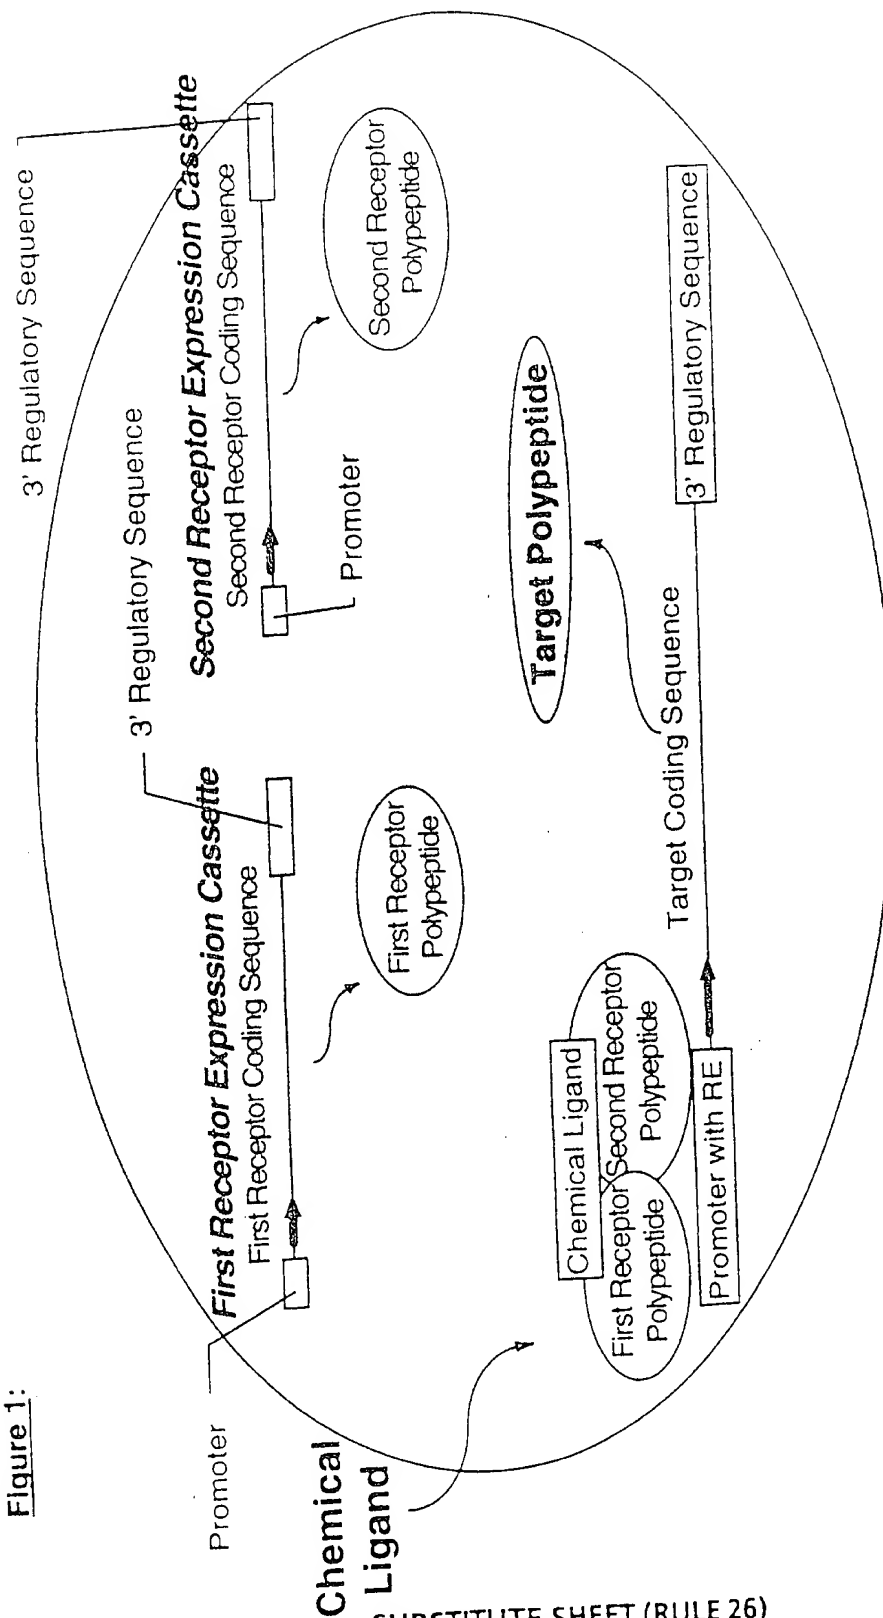 Figure 1:
3' Regulatory Sequence
3' Regulatory Sequence
First Receptor Expression Cassette
First Receptor Coding Sequence
Second Receptor Expression Cassette
Second Receptor Coding Sequence
Promoter
Promoter
First Receptor
Polypeptide
Second Receptor
Polypeptide
Chemical
Ligand
Target Polypeptide
Chemical Ligand
First Receptor
Polypeptide
Second Receptor
Polypeptide
Target Coding Sequence
Promoter with RE
3' Regulatory Sequence
SUBSTITUTE SHEET (RULE 26)